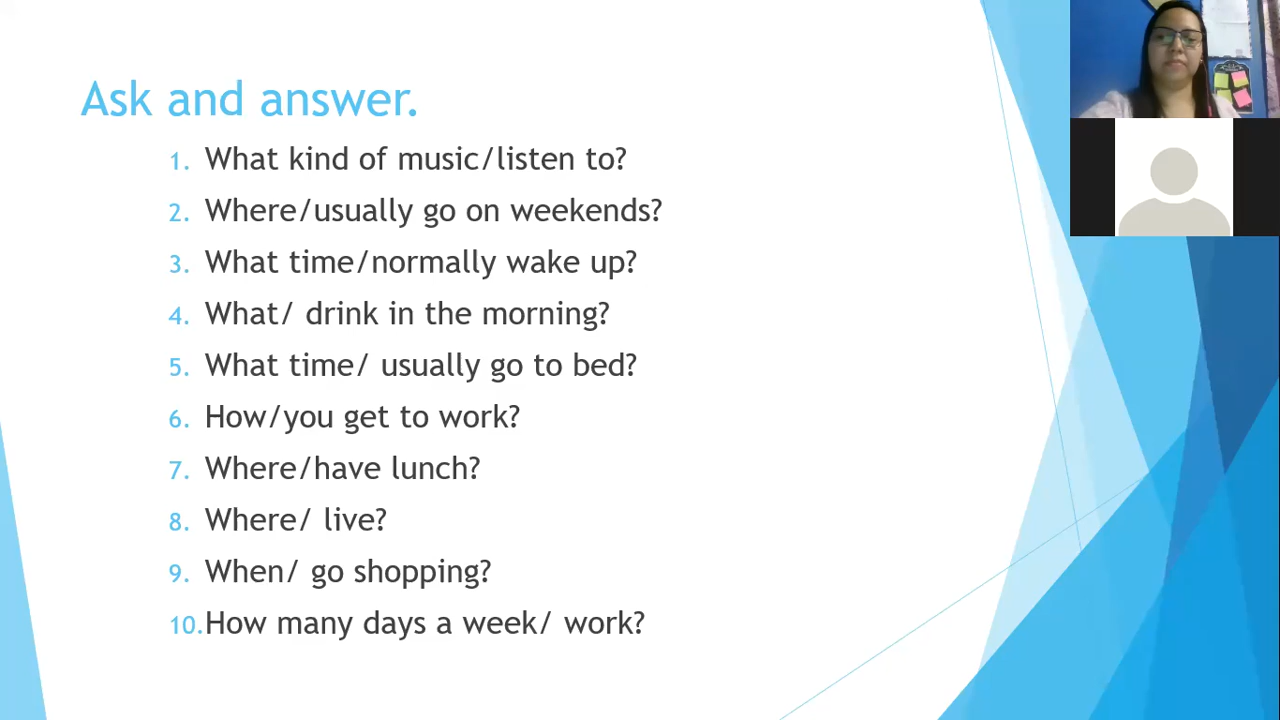 Ask and answer.
1. What kind of music/listen to?
2. Where/usually go on weekends?
3. What time/normally wake up?
4. What/ drink in the morning?
5. What time/ usually go to bed?
6. How/you get to work?
7. Where/have lunch?
8. Where/ live?
9. When/ go shopping?
10. How many days a week/ work?